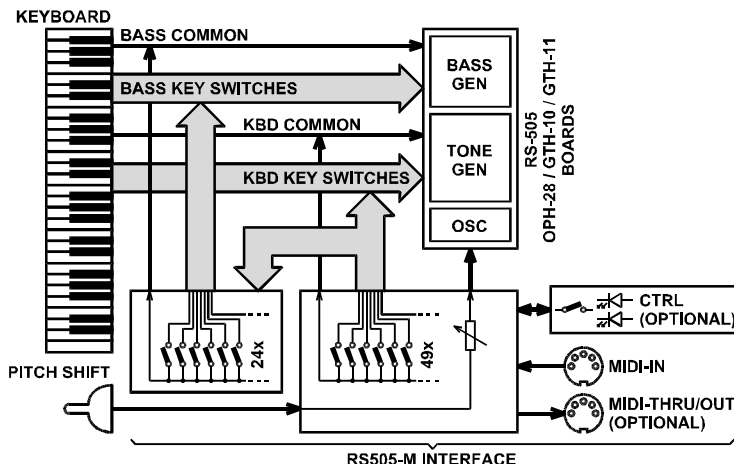 KEYBOARD
BASS COMMON
BASS KEY SWITCHES
KBD COMMON
KBD KEY SWITCHES
BASS
GEN
TONE
GEN
OSC
RS-505
OPH-28 / GTH-10 / GTH-11
BOARDS
24x
49x
CTRL
(OPTIONAL)
MIDI-IN
MIDI-THRU/OUT
(OPTIONAL)
PITCH SHIFT
RS505-M INTERFACE